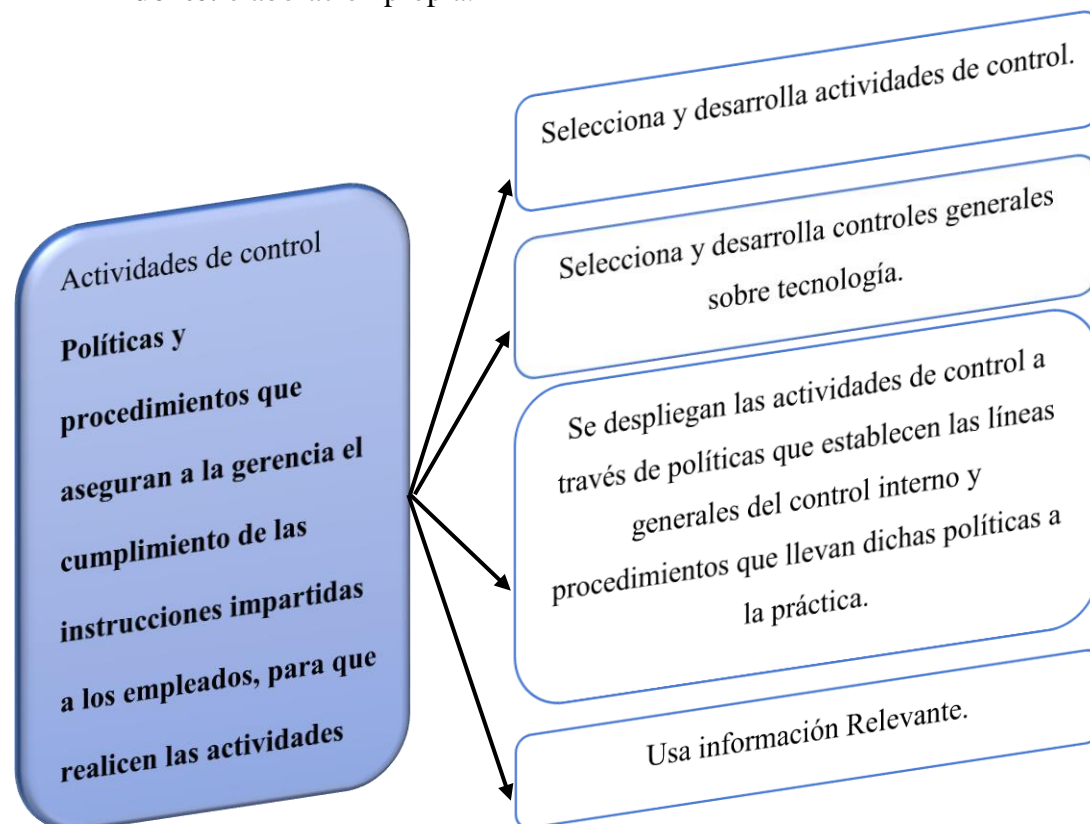 Actividades de control
Políticas y
procedimientos que
aseguran a la gerencia el
cumplimiento de las
instrucciones impartidas
a los empleados, para que
realicen las actividades
Selecciona y desarrolla actividades de control.
Selecciona y desarrolla controles generales
sobre tecnología.
Se despliegan las actividades de control a
través de políticas que establecen las líneas
generales del control interno y
procedimientos que llevan dichas políticas a
la práctica.
Usa información Relevante.